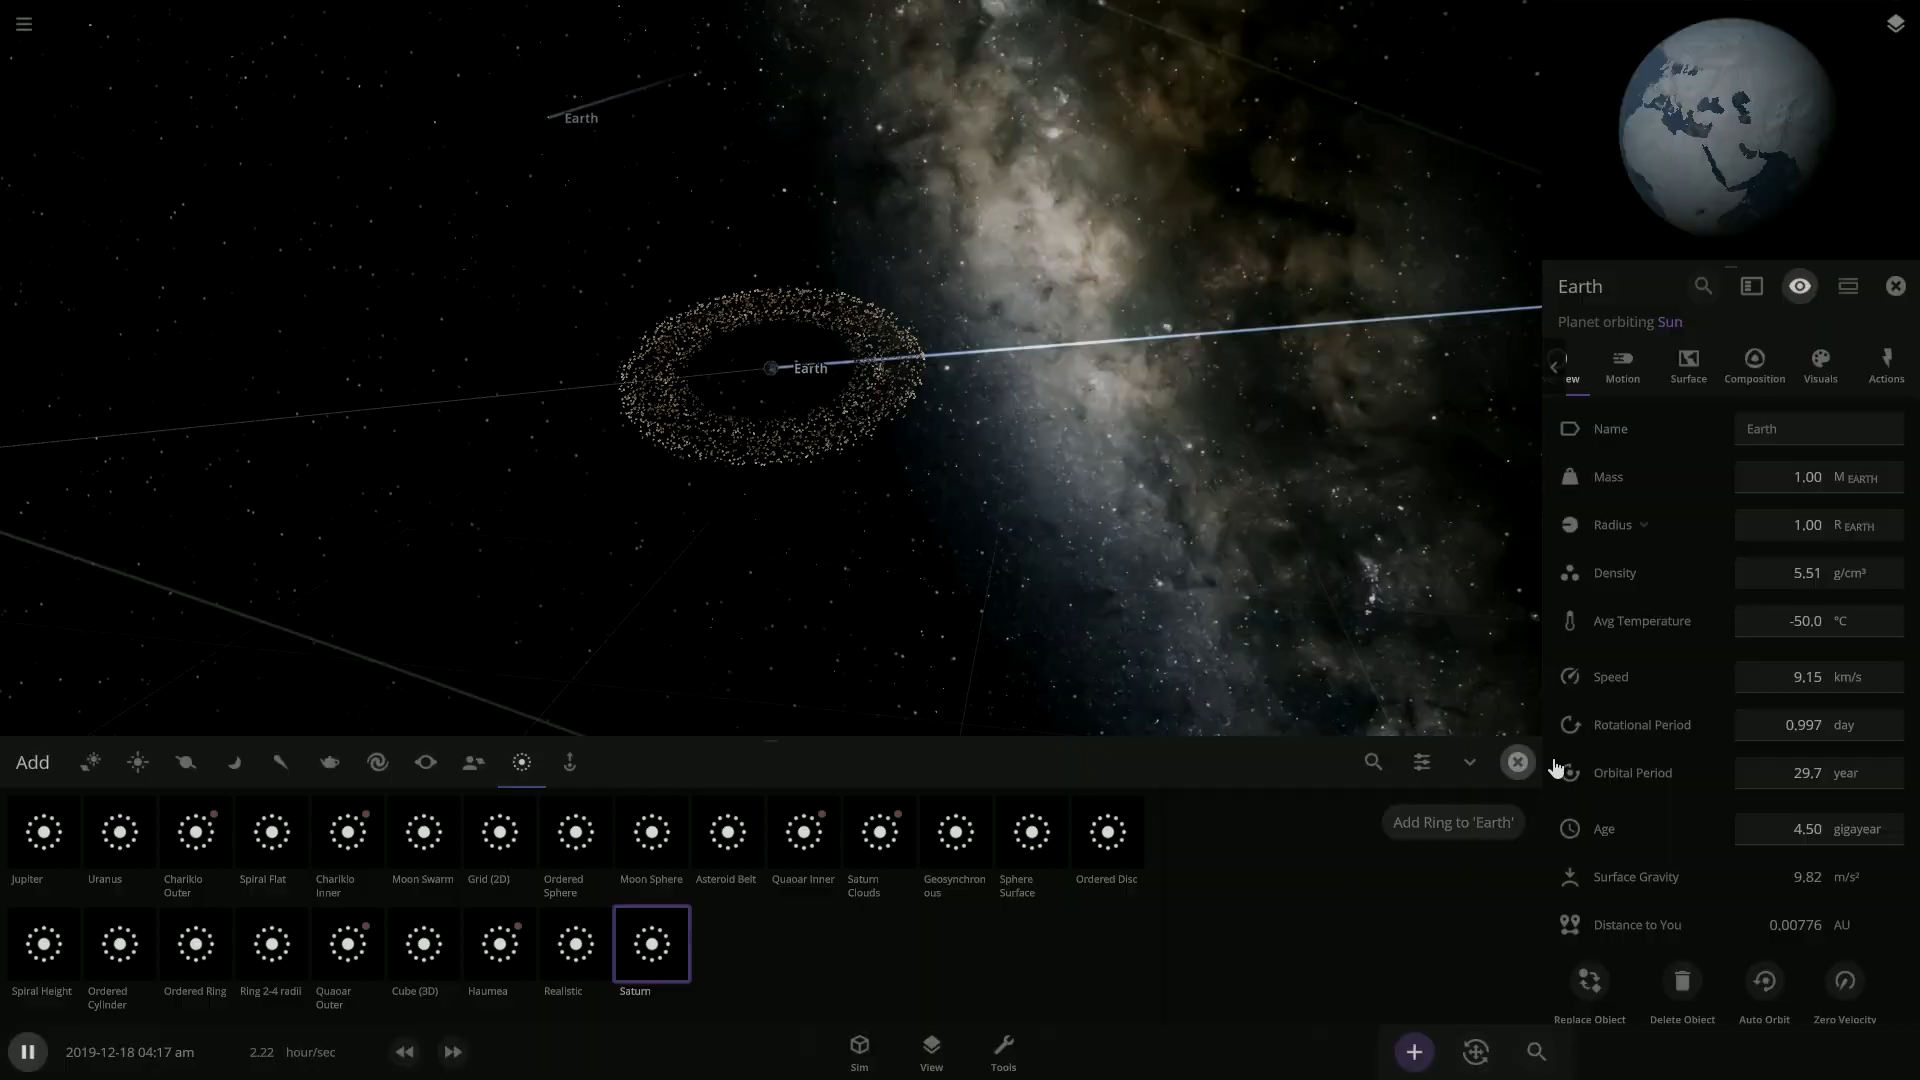 Earth
Earth
Earth
Planet orbiting Sun
ew
Motion
Surface
Composition
Visuals
Actions
Name
Earth
Mass
1.00 M EARTH
Radius
1.00 R EARTH
Density
5.51 g/cm³
Avg Temperature
-50.0 °C
Speed
9.15 km/s
Rotational Period
0.997 day
Orbital Period
29.7 year
Age
4.50 gigayear
Surface Gravity
9.82 m/s²
Distance to You
0.00776 AU
Replace Object
Delete Object
Auto Orbit
Zero Velocity
Add
Add Ring to 'Earth'
Jupiter
Uranus
Chariklo
Outer
Spiral Flat
Chariklo
Inner
Moon Swarm
Grid (2D)
Ordered
Sphere
Moon Sphere
Asteroid Belt
Quaoar Inner
Saturn
Clouds
Geosynchron
ous
Sphere
Surface
Ordered Disc
Spiral Height
Ordered
Cylinder
Ordered Ring
Ring 2-4 radii
Quaoar
Outer
Cube (3D)
Haumea
Realistic
Saturn
2019-12-18 04:17 am
2.22 hour/sec
Sim
View
Tools